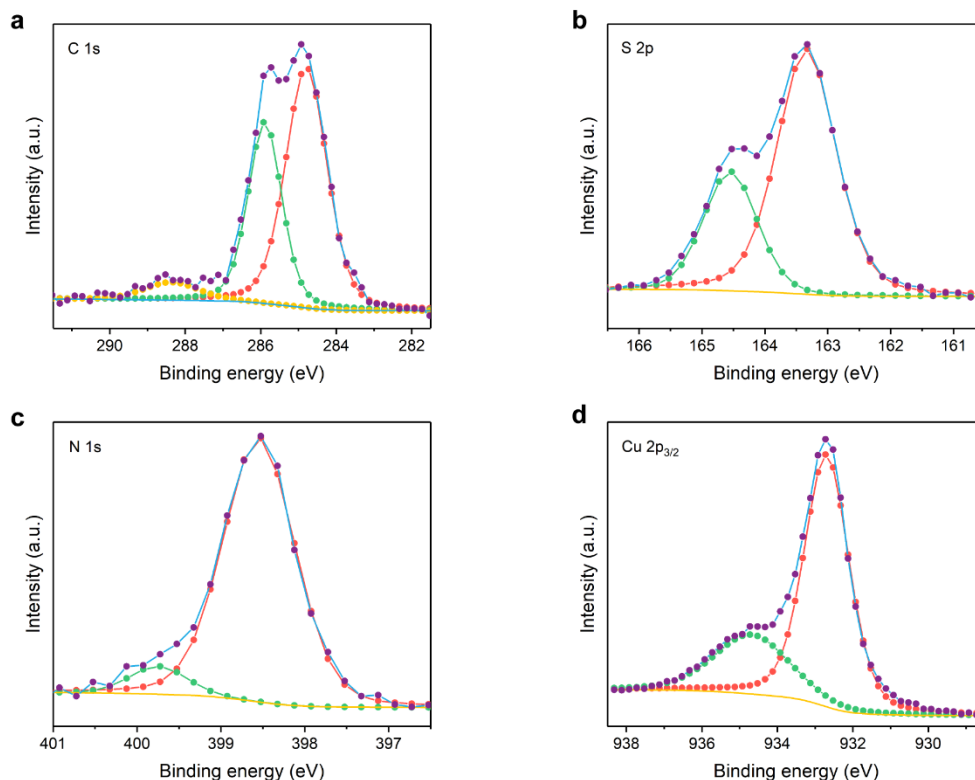 a
C 1s
Intensity (a.u.)
290 288 286 284 282
Binding energy (eV)
b
S 2p
Intensity (a.u.)
166 165 164 163 162 161
Binding energy (eV)
c
N 1s
Intensity (a.u.)
401 400 399 398 397
Binding energy (eV)
d
Cu 2p3/2
Intensity (a.u.)
938 936 934 932 930
Binding energy (eV)